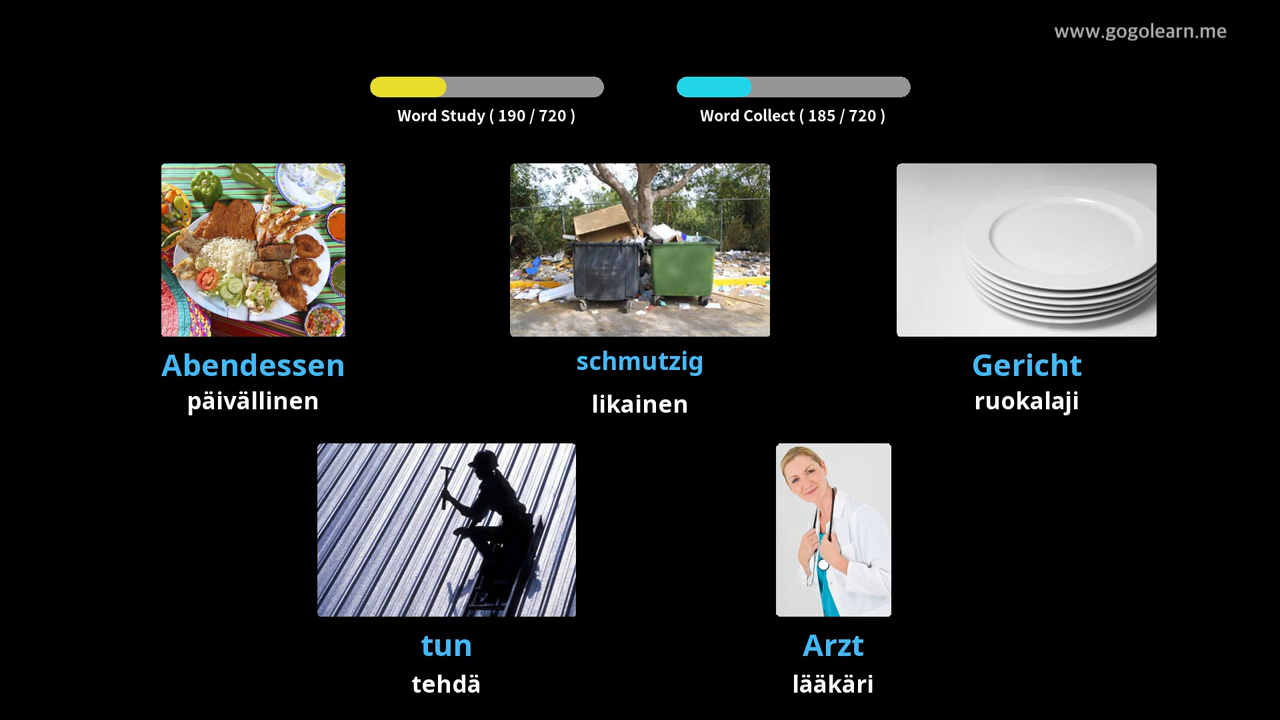 www.gogolearn.me
Word Study ( 190 / 720 )
Word Collect ( 185 / 720 )
Abendessen
päivällinen
schmutzig
likainen
Gericht
ruokalaji
tun
tehdä
Arzt
lääkäri